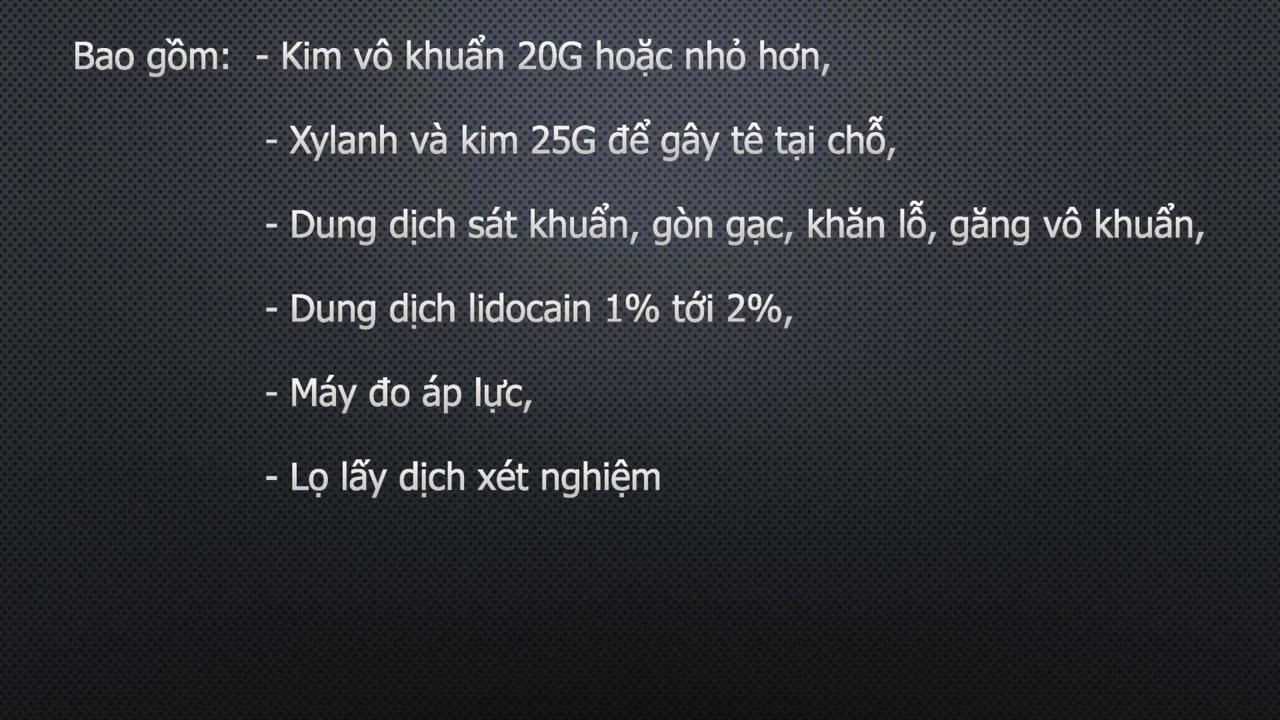 Bao gồm: - Kim vô khuẩn 20G hoặc nhỏ hơn,
- Xylanh và kim 25G để gây tê tại chỗ,
- Dung dịch sát khuẩn, gòn gạc, khăn lỗ, găng vô khuẩn,
- Dung dịch lidocain 1% tới 2%,
- Máy đo áp lực,
- Lọ lấy dịch xét nghiệm